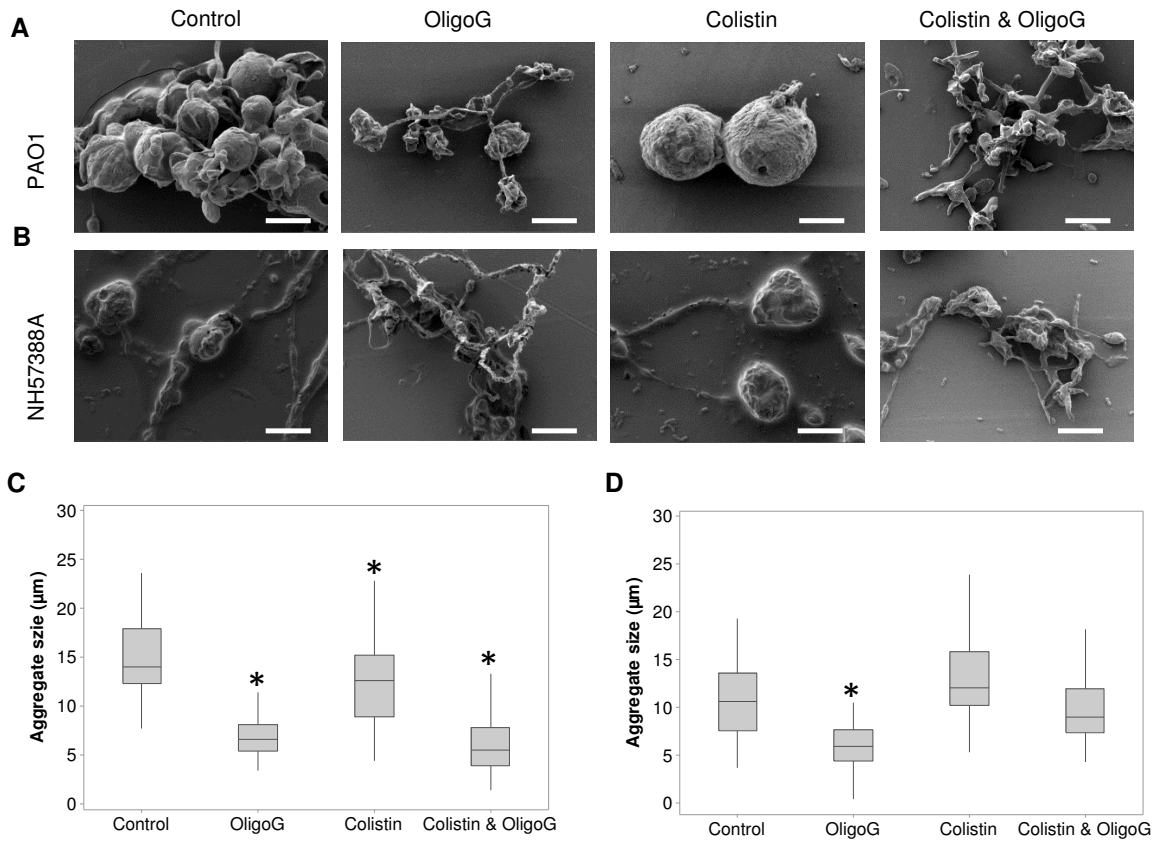 A
Control
OligoG
Colistin
Colistin & OligoG
PAO1
B
NH57388A
C
30
25
20
15
10
5
0
Aggregate szie (µm)
*
*
*
Control
OligoG
Colistin
Colistin & OligoG
D
30
25
20
15
10
5
0
Aggregate size (µm)
*
Control
OligoG
Colistin
Colistin & OligoG